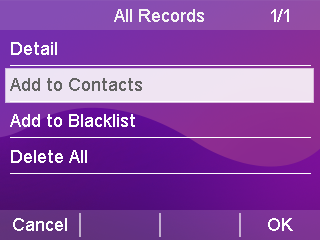 All Records 1/1
Detail
Add to Contacts
Add to Blacklist
Delete All
Cancel OK